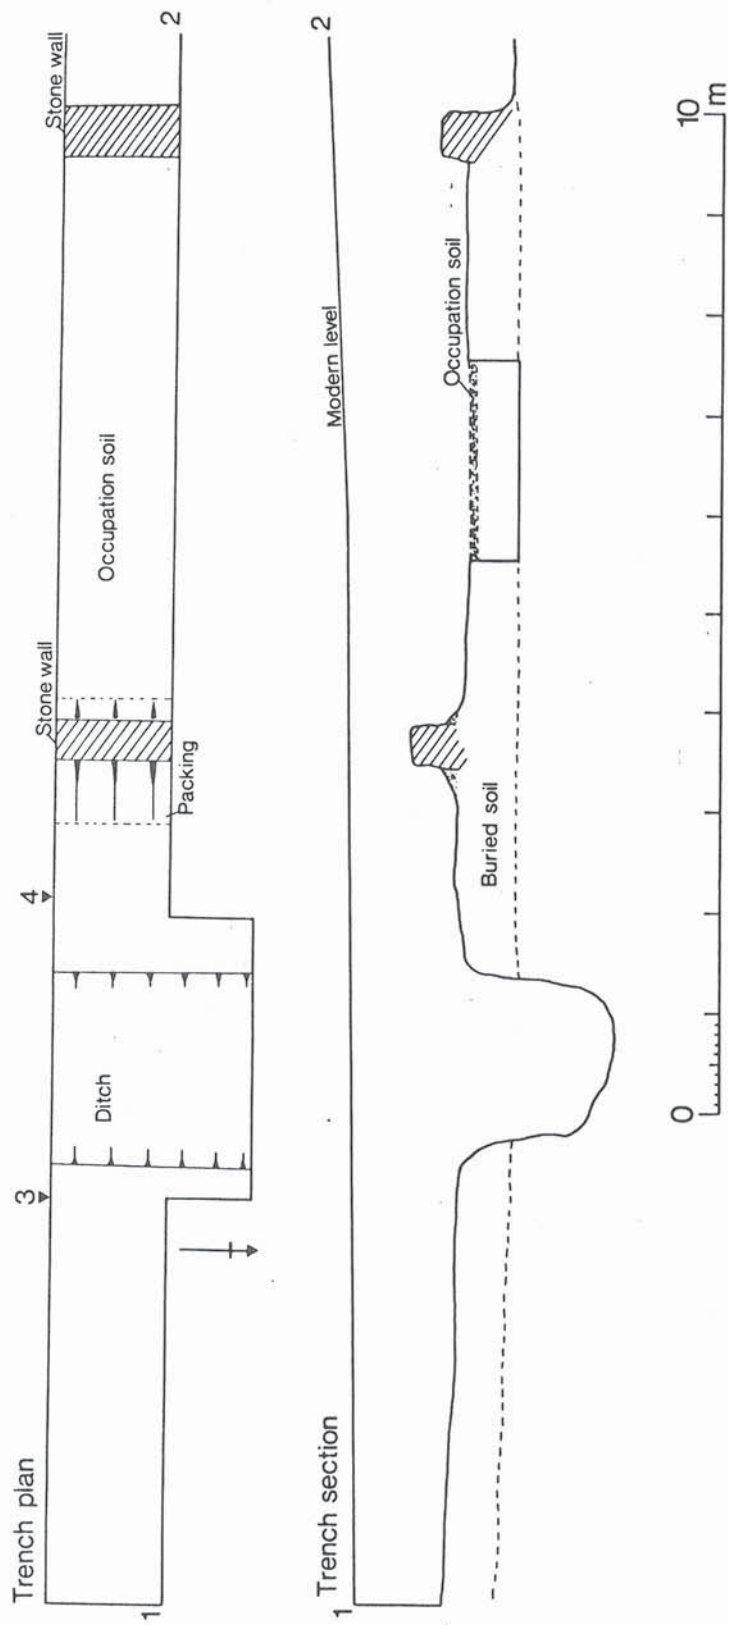 Trench plan
3
4
Stone wall
Stone wall
Ditch
Packing
Occupation soil
1
2
Trench section
1
2
Modern level
Buried soil
Occupation soil
0
10
m